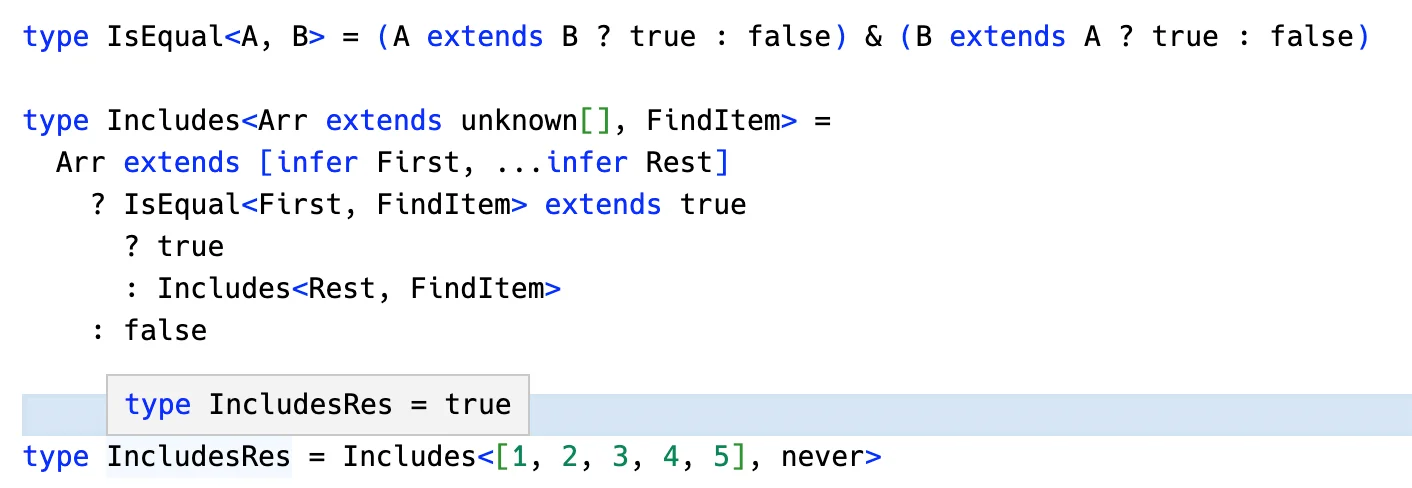 type IsEqual<A, B> = (A extends B ? true : false) & (B extends A ? true : false)
type Includes<Arr extends unknown[], FindItem> =
Arr extends [infer First, ...infer Rest]
? IsEqual<First, FindItem> extends true
? true
: Includes<Rest, FindItem>
: false
type IncludesRes = true
type IncludesRes = Includes<[1, 2, 3, 4, 5], never>